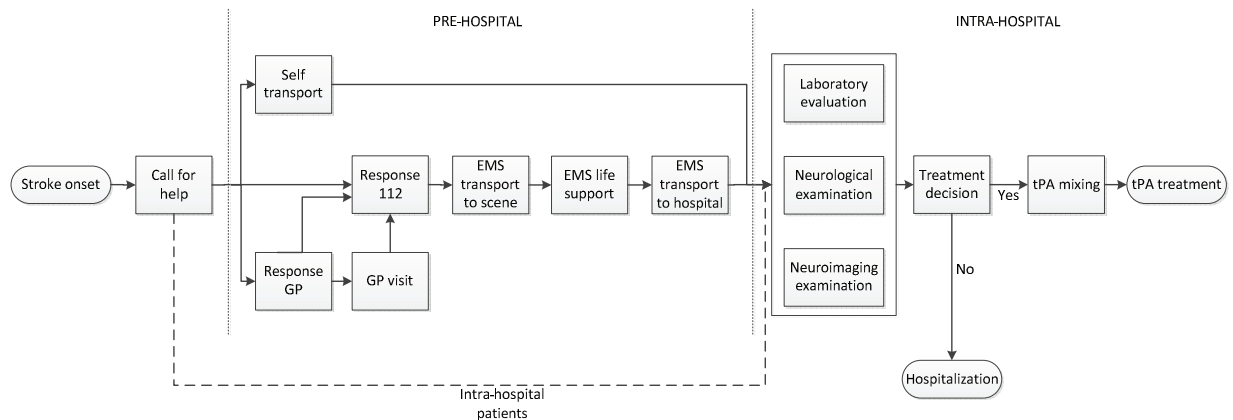 PRE-HOSPITAL
INTRA-HOSPITAL
Self
transport
Laboratory
evaluation
Stroke onset
Call for
help
Response
112
EMS
transport
to scene
EMS life
support
EMS
transport
to hospital
Neurological
examination
Treatment
decision
Yes
tPA mixing
tPA treatment
Response
GP
GP visit
Neuroimaging
examination
No
Hospitalization
Intra-hospital
patients